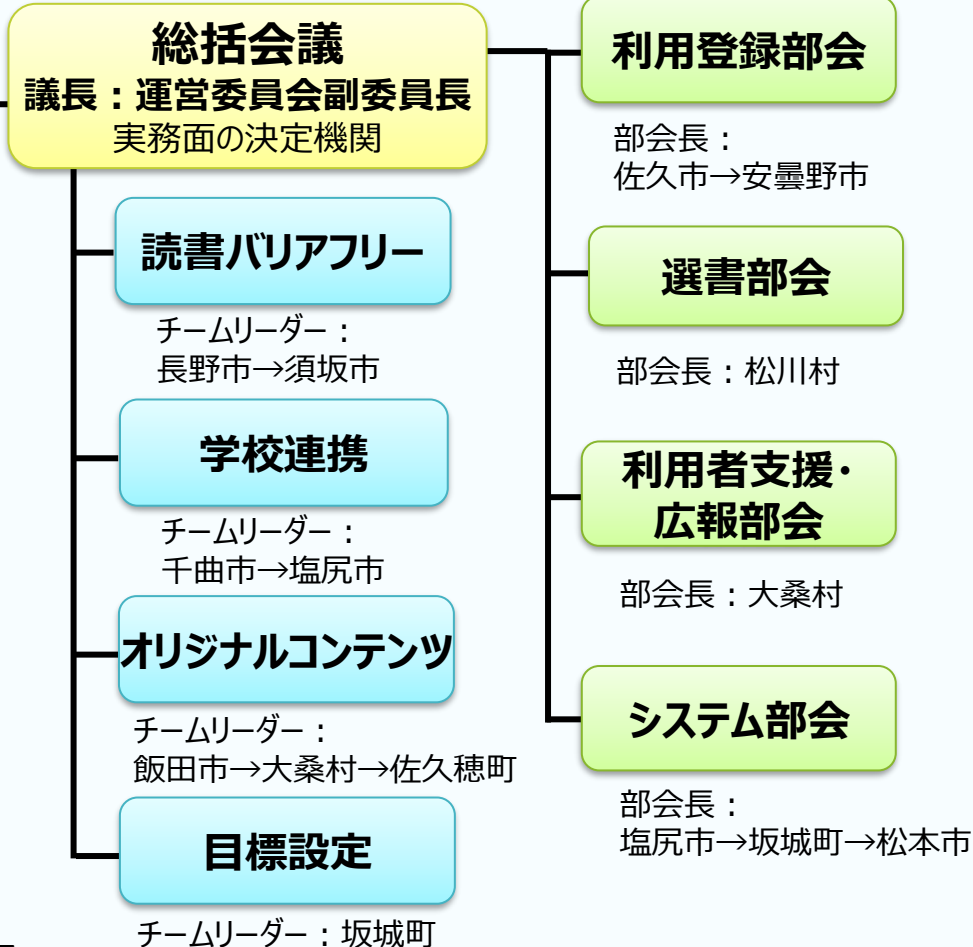 総括会議
議長：運営委員会副委員長
実務面の決定機関
読書バリアフリー
チームリーダー：
長野市→須坂市
学校連携
チームリーダー：
千曲市→塩尻市
オリジナルコンテンツ
チームリーダー：
飯田市→大桑村→佐久穂町
目標設定
チームリーダー：坂城町
利用登録部会
部会長：
佐久市→安曇野市
選書部会
部会長：松川村
利用者支援・
広報部会
部会長：大桑村
システム部会
部会長：
塩尻市→坂城町→松本市